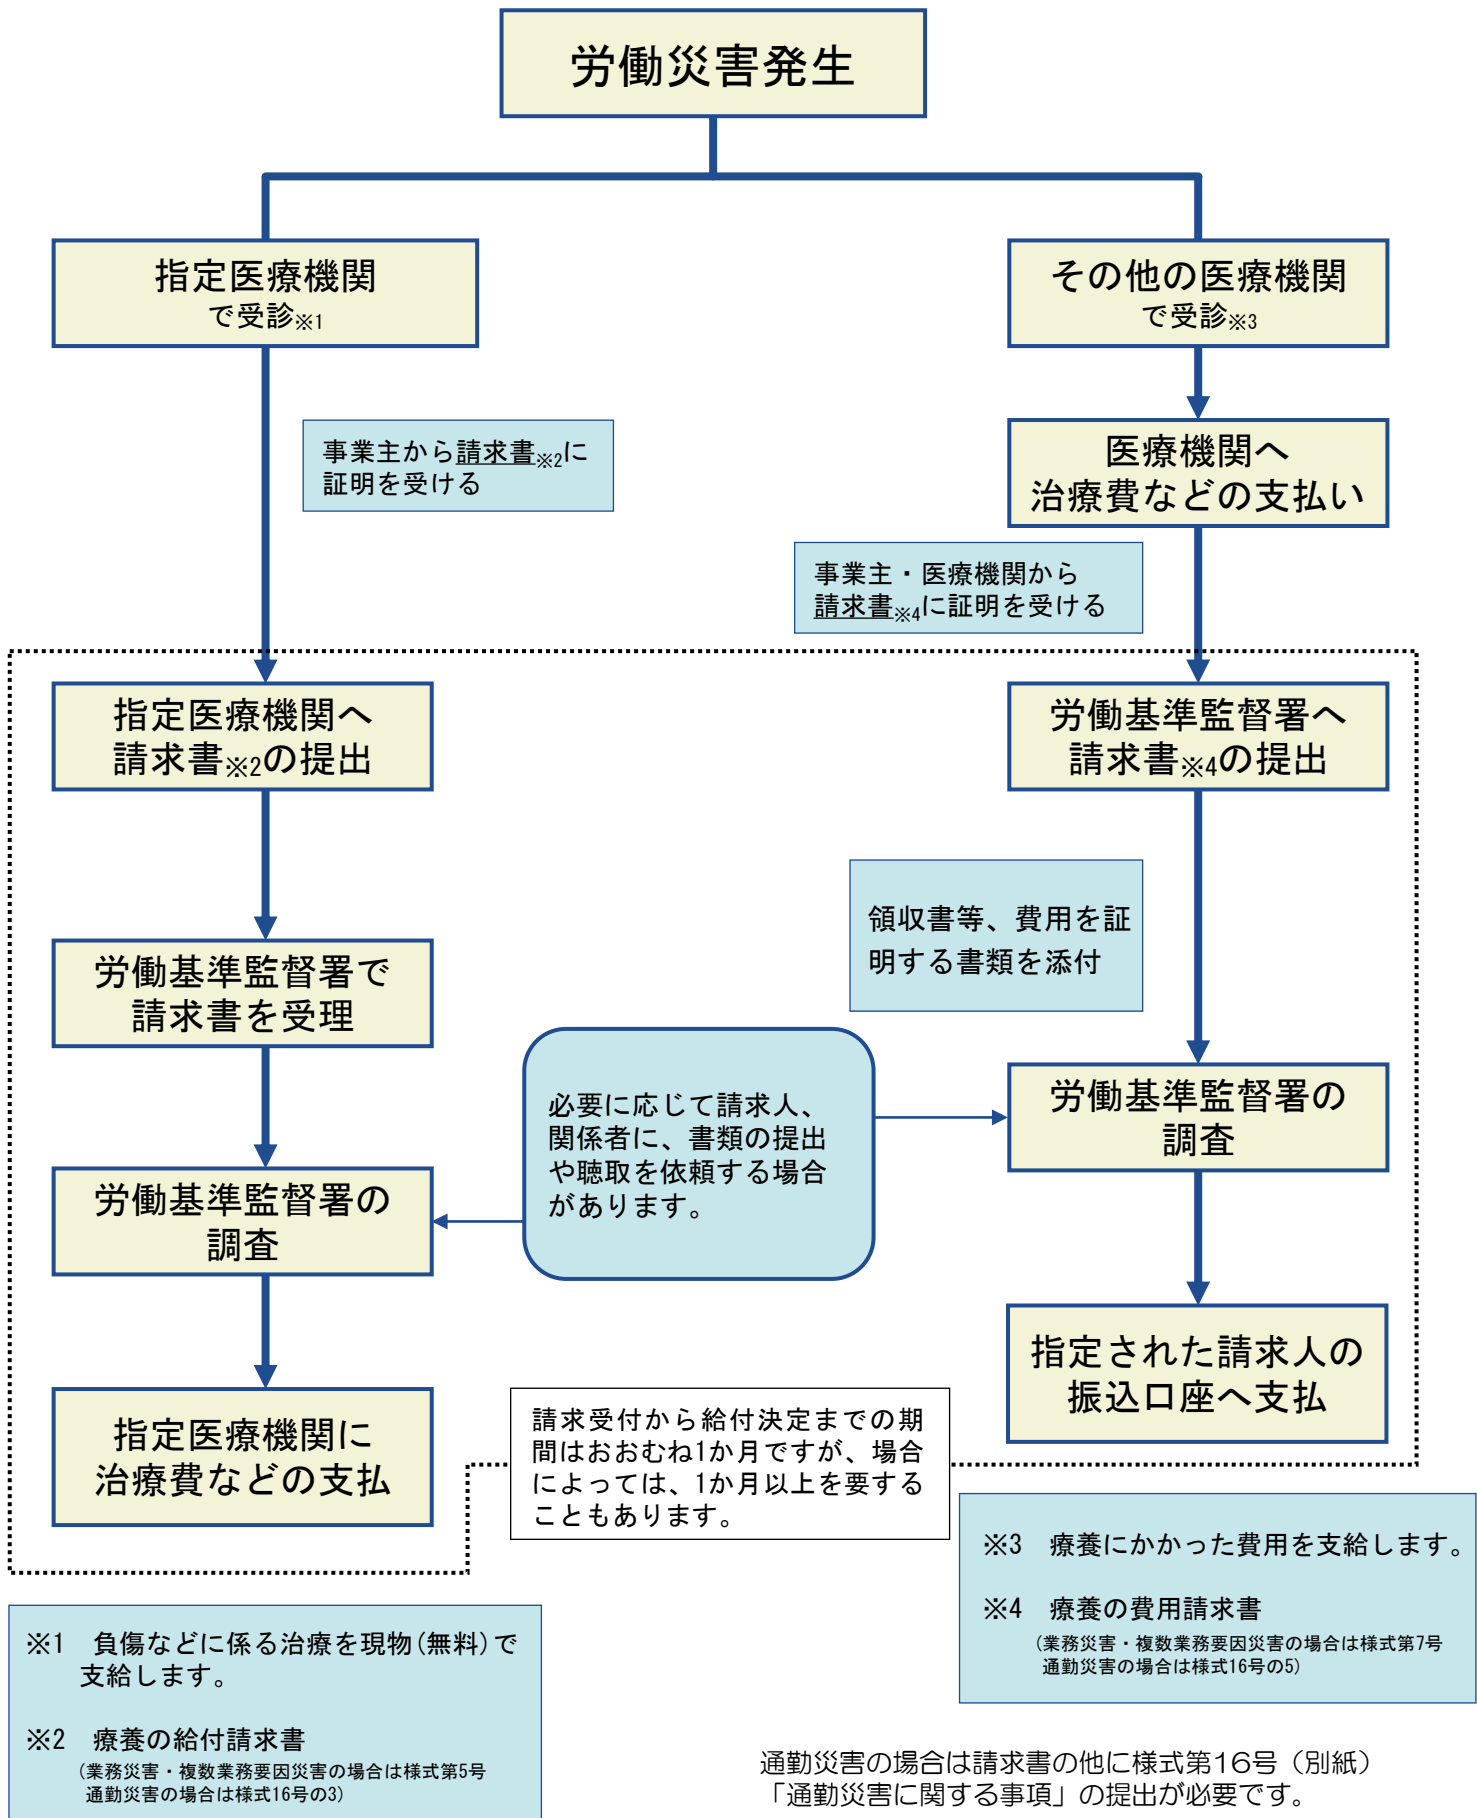 労働災害発生
指定医療機関
で受診※1
その他の医療機関
で受診※3
事業主から請求書※2に
証明を受ける
医療機関へ
治療費などの支払い
事業主・医療機関から
請求書※4に証明を受ける
指定医療機関へ
請求書※2の提出
労働基準監督署へ
請求書※4の提出
領収書等、費用を証
明する書類を添付
労働基準監督署で
請求書を受理
必要に応じて請求人、
関係者に、書類の提出
や聴取を依頼する場合
があります。
労働基準監督署の
調査
労働基準監督署の
調査
指定された請求人の
振込口座へ支払
指定医療機関に
治療費などの支払
請求受付から給付決定までの期
間はおおむね1か月ですが、場合
によっては、1か月以上を要する
こともあります。
※3 療養にかかった費用を支給します。
※4 療養の費用請求書
(業務災害・複数業務要因災害の場合は様式第7号
通勤災害の場合は様式16号の5)
※1 負傷などに係る治療を現物(無料)で
支給します。
※2 療養の給付請求書
(業務災害・複数業務要因災害の場合は様式第5号
通勤災害の場合は様式16号の3)
通勤災害の場合は請求書の他に様式第16号(別紙)
「通勤災害に関する事項」の提出が必要です。